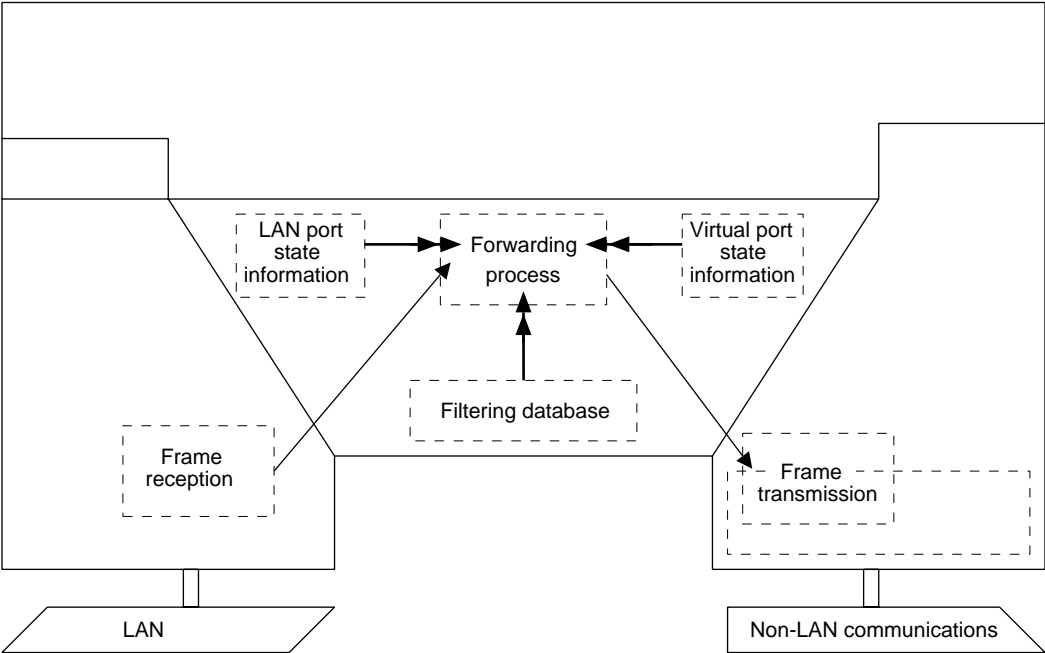 LAN port
state
information
Forwarding
process
Virtual port
state
information
Filtering database
Frame
reception
Frame
transmission
LAN
Non-LAN communications